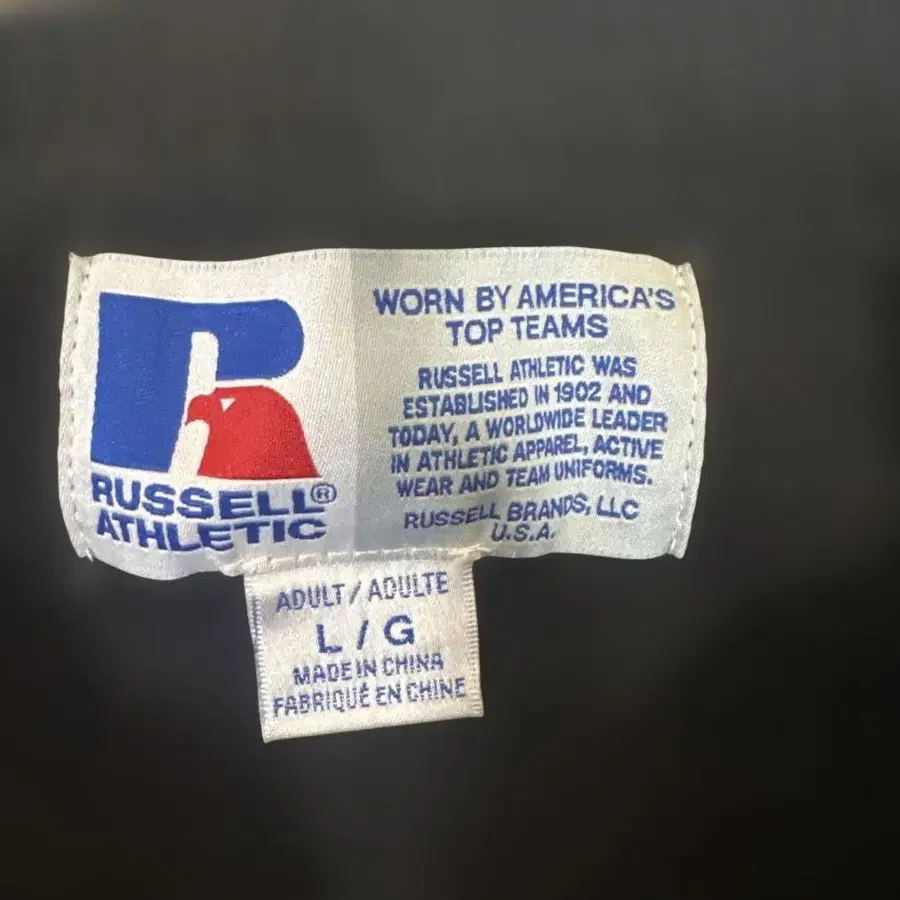 RUSSELL®
ATHLETIC
WORN BY AMERICA'S
TOP TEAMS
RUSSELL ATHLETIC WAS
ESTABLISHED IN 1902 AND
TODAY, A WORLDWIDE LEADER
IN ATHLETIC APPAREL, ACTIVE
WEAR AND TEAM UNIFORMS.
RUSSELL BRANDS, LLC
U.S.A.
ADULT / ADULTE
L / G
MADE IN CHINA
FABRIQUÉ EN CHINE